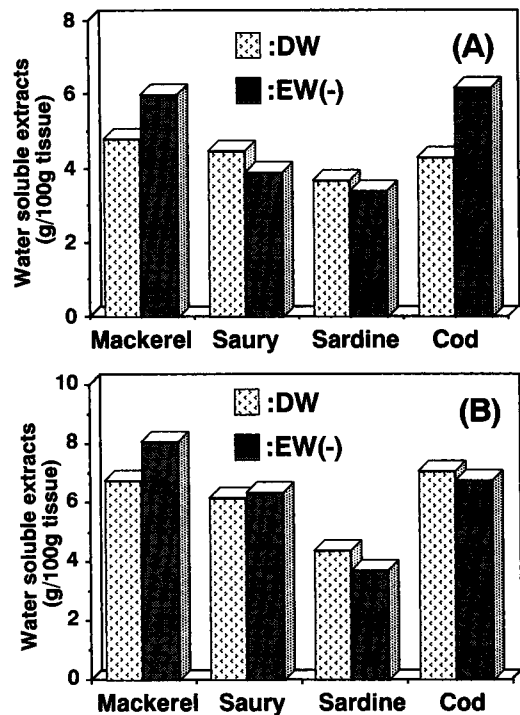 8
(A)
:DW
6
:EW(-)
4
2
0
Water soluble extracts
(g/100g tissue)
Mackerel Saury Sardine Cod
10
(B)
:DW
8
:EW(-)
6
4
2
0
Water soluble extracts
(g/100g tissue)
Mackerel Saury Sardine Cod